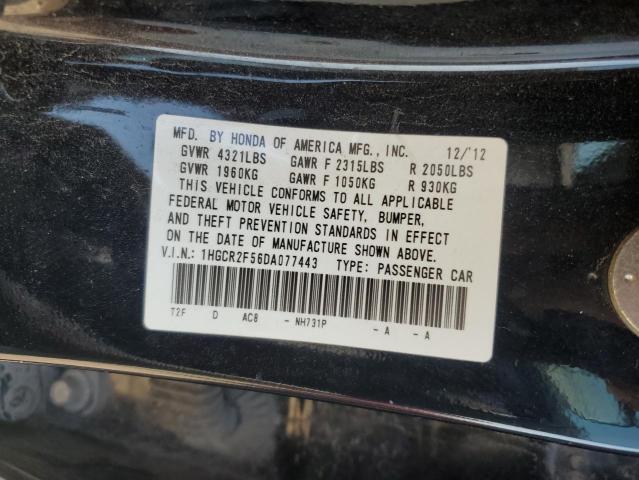 MFD. BY HONDA OF AMERICA MFG., INC. 12/'12
GVWR 4321LBS GAWR F 2315LBS R 2050LBS
GVWR 1960KG GAWR F 1050KG R 930KG
THIS VEHICLE CONFORMS TO ALL APPLICABLE
FEDERAL MOTOR VEHICLE SAFETY, BUMPER,
AND THEFT PREVENTION STANDARDS IN EFFECT
ON THE DATE OF MANUFACTURE SHOWN ABOVE.
V.I.N.: 1HGCR2F56DA077443 TYPE: PASSENGER CAR
T2F D AC8 - NH731P - A - A